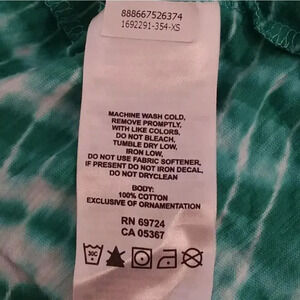 888667526374
1692291-354-XS
MACHINE WASH COLD,
REMOVE PROMPTLY,
WITH LIKE COLORS,
DO NOT BLEACH,
TUMBLE DRY LOW,
IRON LOW,
DO NOT USE FABRIC SOFTENER,
IF PRESENT DO NOT IRON DECAL,
DO NOT DRYCLEAN
BODY:
100% COTTON
EXCLUSIVE OF ORNAMENTATION
RN 69724
CA 05367
30C